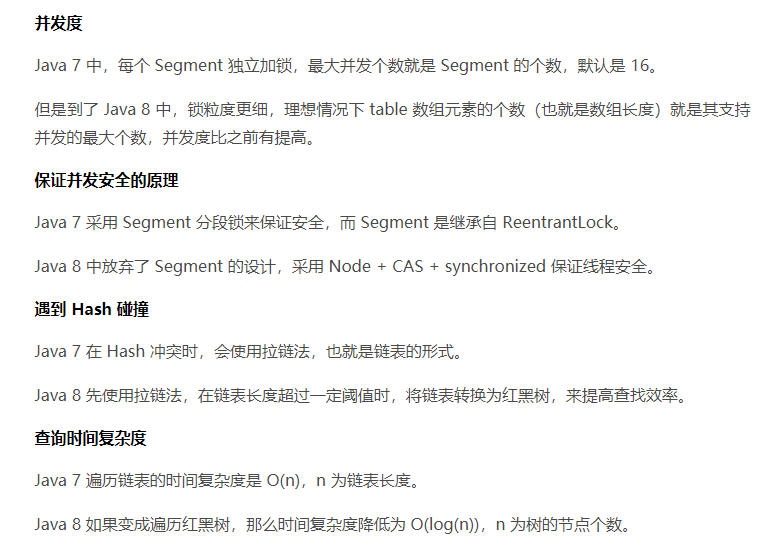 并发度
Java 7 中，每个 Segment 独立加锁，最大并发个数就是 Segment 的个数，默认是 16。
但是到了 Java 8 中，锁粒度更细，理想情况下 table 数组元素的个数（也就是数组长度）就是其支持
并发的最大个数，并发度比之前有提高。
保证并发安全的原理
Java 7 采用 Segment 分段锁来保证安全，而 Segment 是继承自 ReentrantLock。
Java 8 中放弃了 Segment 的设计，采用 Node + CAS + synchronized 保证线程安全。
遇到 Hash 碰撞
Java 7 在 Hash 冲突时，会使用拉链法，也就是链表的形式。
Java 8 先使用拉链法，在链表长度超过一定阈值时，将链表转换为红黑树，来提高查找效率。
查询时间复杂度
Java 7 遍历链表的时间复杂度是 O(n)，n 为链表长度。
Java 8 如果变成遍历红黑树，那么时间复杂度降低为 O(log(n))，n 为树的节点个数。